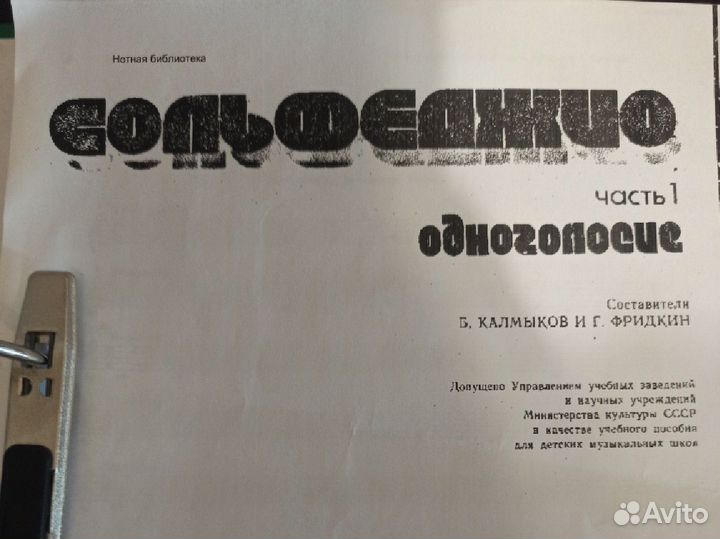 Нотная библиотека
СОЛЬФЕДЖИО
часть 1
одноголосие
Составители
Б. КАЛМЫКОВ И Г. ФРИДКИН
Допущено Управлением учебных заведений
и научных учреждений
Министерства культуры СССР
в качестве учебного пособия
для детских музыкальных школ
Avito